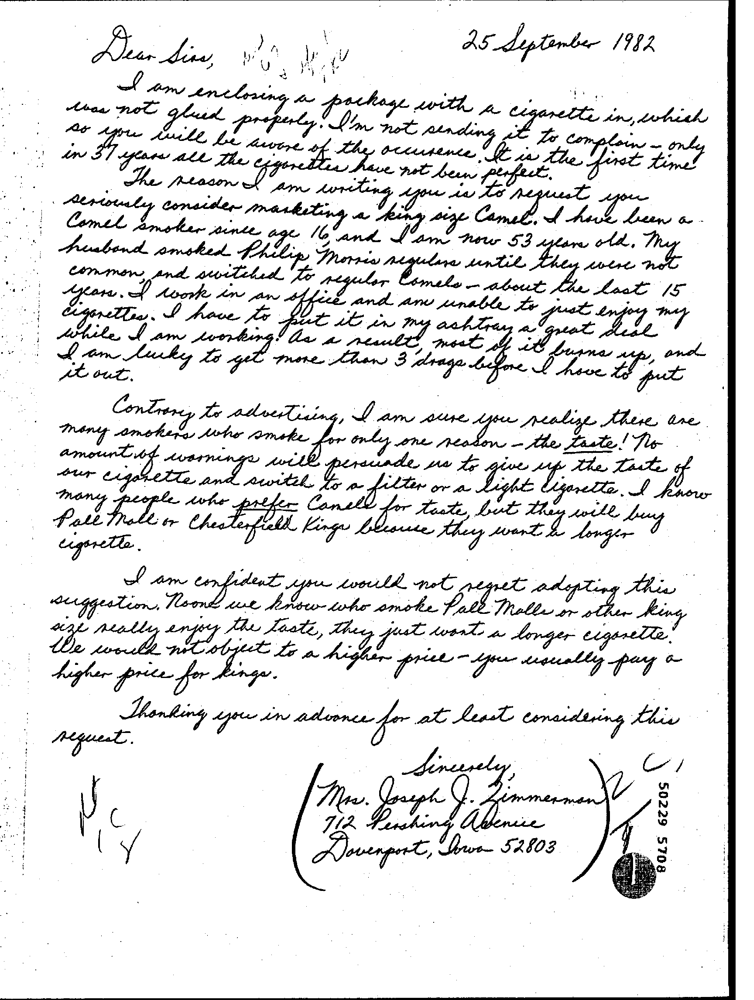 25 September 1982
Dear Sirs,
I am enclosing a package with a cigarette in, which
was not glued properly. I'm not sending it to complain – only
so you will be aware of the occurence. It is the first time
in 37 years all the cigarettes have not been perfect.
The reason I am writing you is to request you
seriously consider marketing a king size Camel. I have been a
Camel smoker since age 16, and I am now 53 years old. My
husband smoked Philip Morris regulars until they were not
common, and switched to regular Camels – about the last 15
years. I work in an office and am unable to just enjoy my
cigarettes. I have to put it in my ashtray a great deal
while I am working. As a result, most of it burns up, and
I am lucky to get more than 3 drags before I have to put
it out.
Contrary to advertising, I am sure you realize there are
many smokers who smoke for only one reason – the taste! No
amount of warnings will persuade us to give up the taste of
our cigarette and switch to a filter or a light cigarette. I know
many people who prefer Camels for taste, but they will buy
Pall Mall or Chesterfield Kings because they want a longer
cigarette.
I am confident you would not regret adopting this
suggestion. Noone we know who smoke Pall Malls or other king
size really enjoy the taste, they just want a longer cigarette.
We would not object to a higher price – you usually pay a
higher price for kings.
Thanking you in advance for at least considering this
request.
Sincerely,
Mrs. Joseph J. Zimmerman
712 Pershing Avenue
Davenport, Iowa 52803
50229 5708